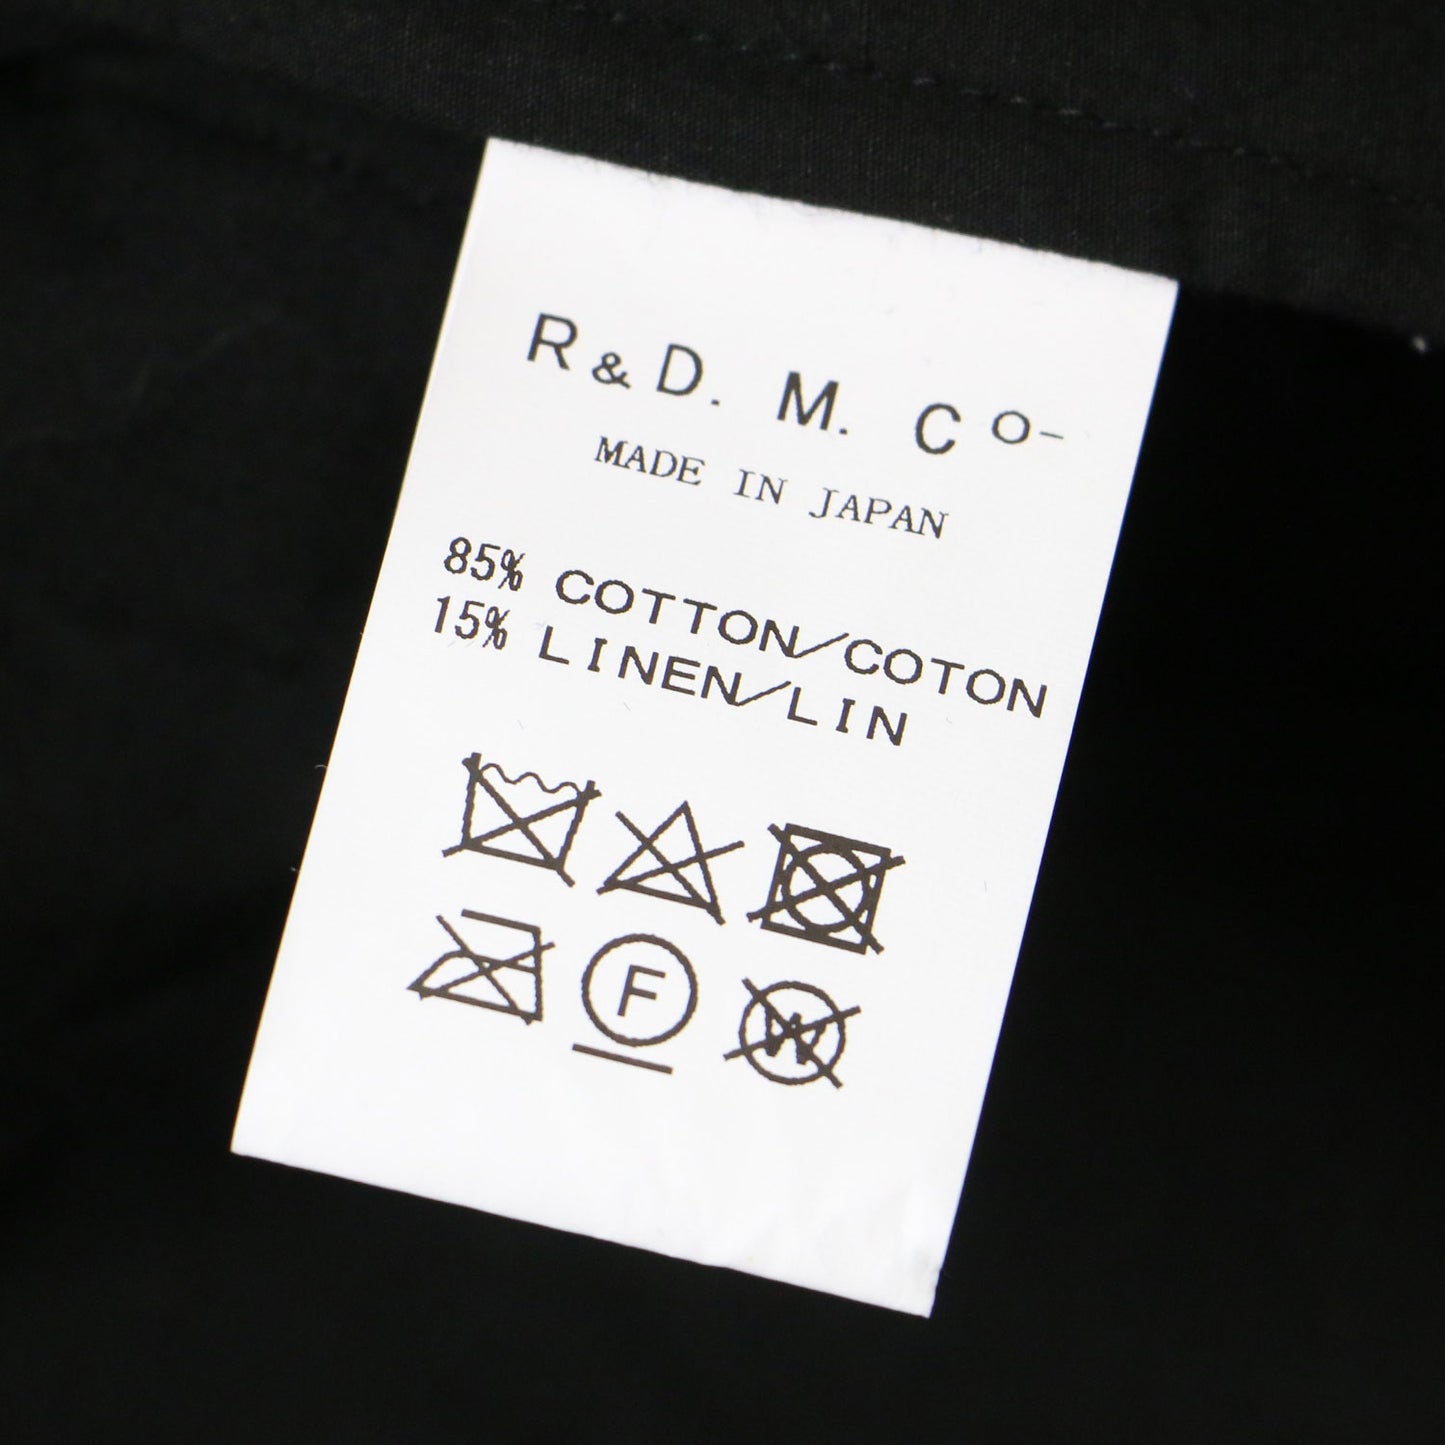 R&D. M. CO-
MADE IN JAPAN
85% COTTON/COTON
15% LINEN/LIN
F
W